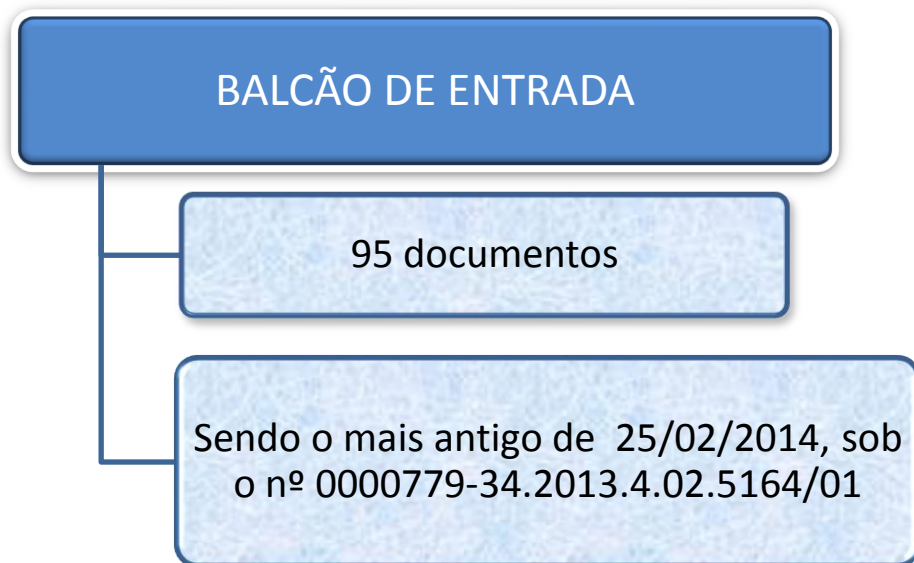 BALCÃO DE ENTRADA
95 documentos
Sendo o mais antigo de 25/02/2014, sob
o nº 0000779-34.2013.4.02.5164/01